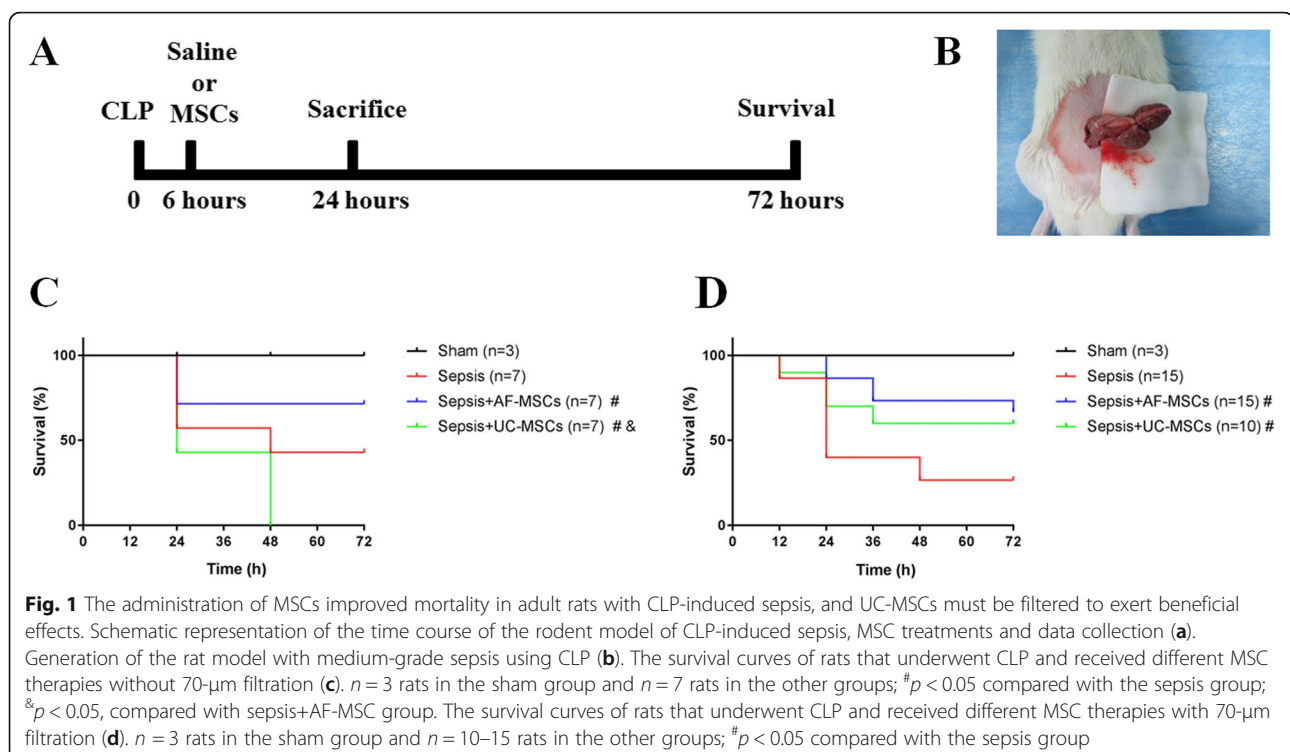 A
B
Saline
or
CLP MSCs Sacrifice Survival
0 6 hours 24 hours 72 hours
C
D
Survival (%)
100
50
0
0 12 24 36 48 60 72
Time (h)
Sham (n=3)
Sepsis (n=7)
Sepsis+AF-MSCs (n=7) #
Sepsis+UC-MSCs (n=7) # &
Survival (%)
100
50
0
0 12 24 36 48 60 72
Time (h)
Sham (n=3)
Sepsis (n=15)
Sepsis+AF-MSCs (n=15) #
Sepsis+UC-MSCs (n=10) #
Fig. 1 The administration of MSCs improved mortality in adult rats with CLP-induced sepsis, and UC-MSCs must be filtered to exert beneficial
effects. Schematic representation of the time course of the rodent model of CLP-induced sepsis, MSC treatments and data collection (a).
Generation of the rat model with medium-grade sepsis using CLP (b). The survival curves of rats that underwent CLP and received different MSC
therapies without 70-μm filtration (c). n = 3 rats in the sham group and n = 7 rats in the other groups; #p < 0.05 compared with the sepsis group;
&p < 0.05, compared with sepsis+AF-MSC group. The survival curves of rats that underwent CLP and received different MSC therapies with 70-μm
filtration (d). n = 3 rats in the sham group and n = 10–15 rats in the other groups; #p < 0.05 compared with the sepsis group